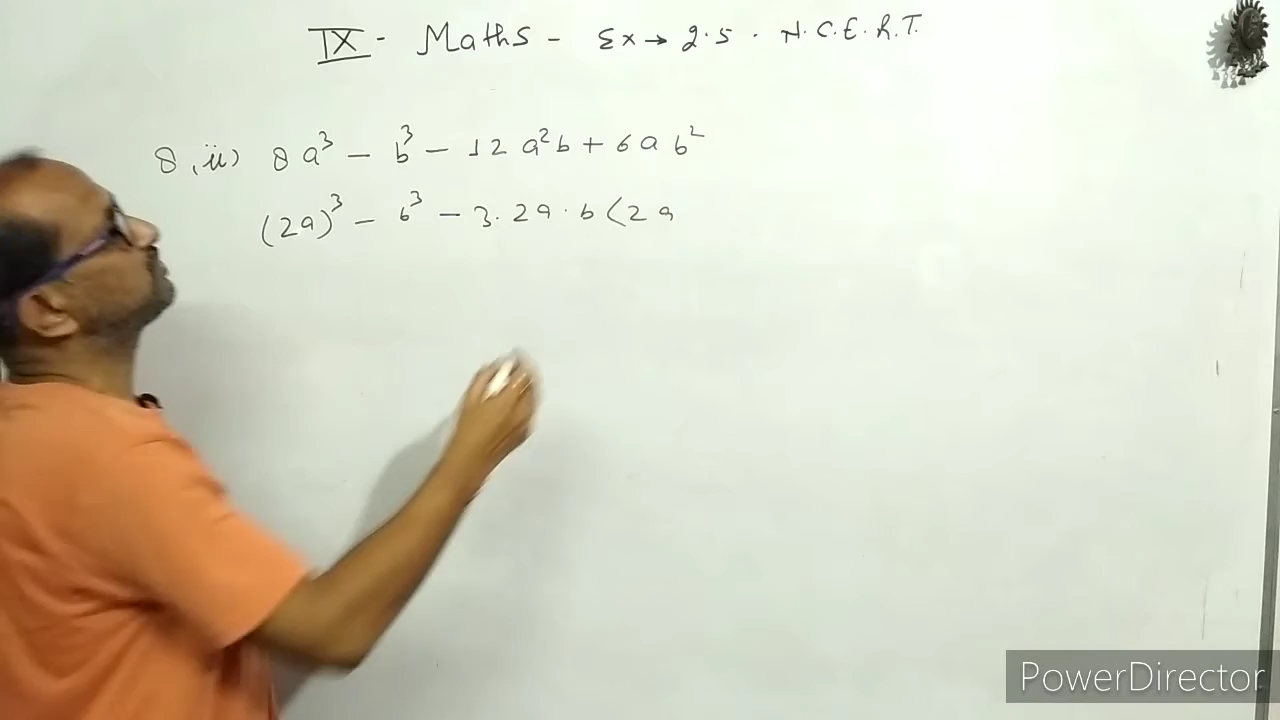 IX - Maths - Ex → 2.5 . N.C.E.R.T.
8, ii) 8a³ - b³ - 12a²b + 6ab²
(2a)³ - b³ - 3.2a.b(2a
PowerDirector